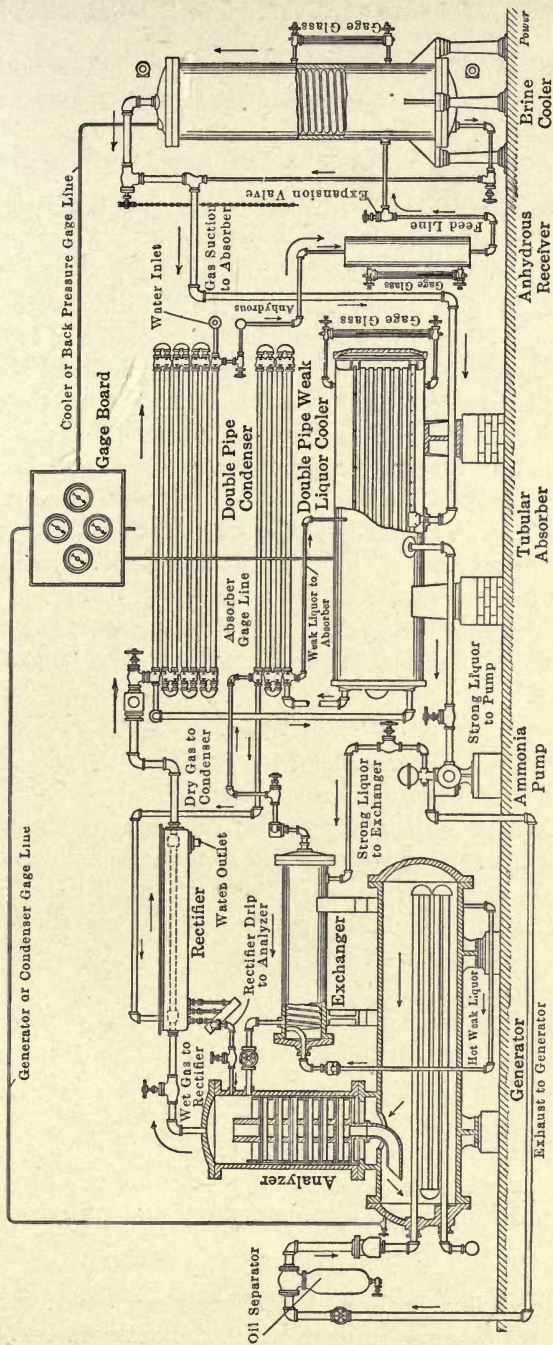 Generator or Condenser Gage Line
Cooler or Back Pressure Gage Line
Gage Board
Gage Glass
Water Inlet
Gas Suction
to Absorber
Expansion Valve
Feed Line
Anhydrous
Gage Glass
Gage Glass
Double Pipe
Condenser
Double Pipe Weak
Liquor Cooler
Absorber
Gage Line
Weak Liquor to
Absorber
Dry Gas to
Condenser
Rectifier
Water Outlet
Rectifier Drip
to Analyzer
Wet Gas to
Rectifier
Analyzer
Exchanger
Strong Liquor
to Exchanger
Strong Liquor
to Pump
Hot Weak Liquor
Oil Separator
Generator
Exhaust to Generator
Ammonia
Pump
Tubular
Absorber
Anhydrous
Receiver
Brine
Cooler
Power